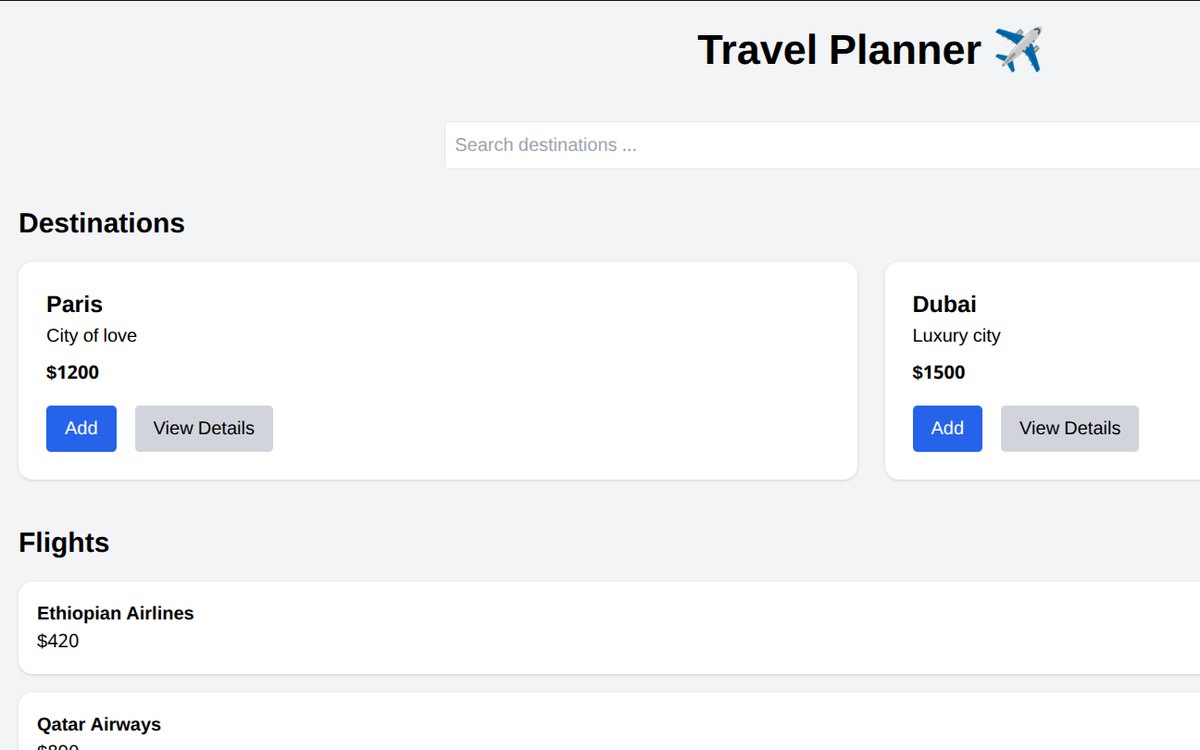 Travel Planner ✈️
Search destinations ...
Destinations
Paris
City of love
$1200
Add
View Details
Dubai
Luxury city
$1500
Add
View Details
Flights
Ethiopian Airlines
$420
Qatar Airways